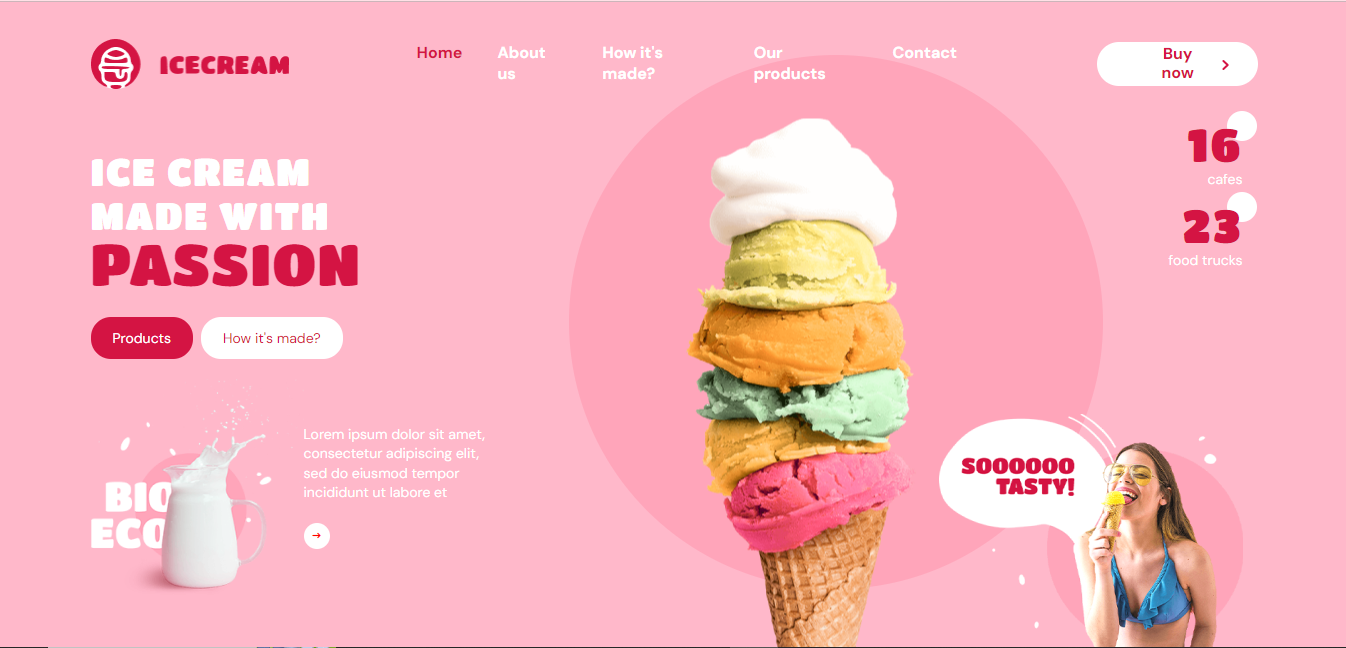 ICECREAM
Home
About
us
How it's
made?
Our
products
Contact
Buy
now
16
cafes
23
food trucks
ICE CREAM
MADE WITH
PASSION
Products
How it's made?
BIO
ECO
Lorem ipsum dolor sit amet,
consectetur adipiscing elit,
sed do eiusmod tempor
incididunt ut labore et
SOOOOOO
TASTY!